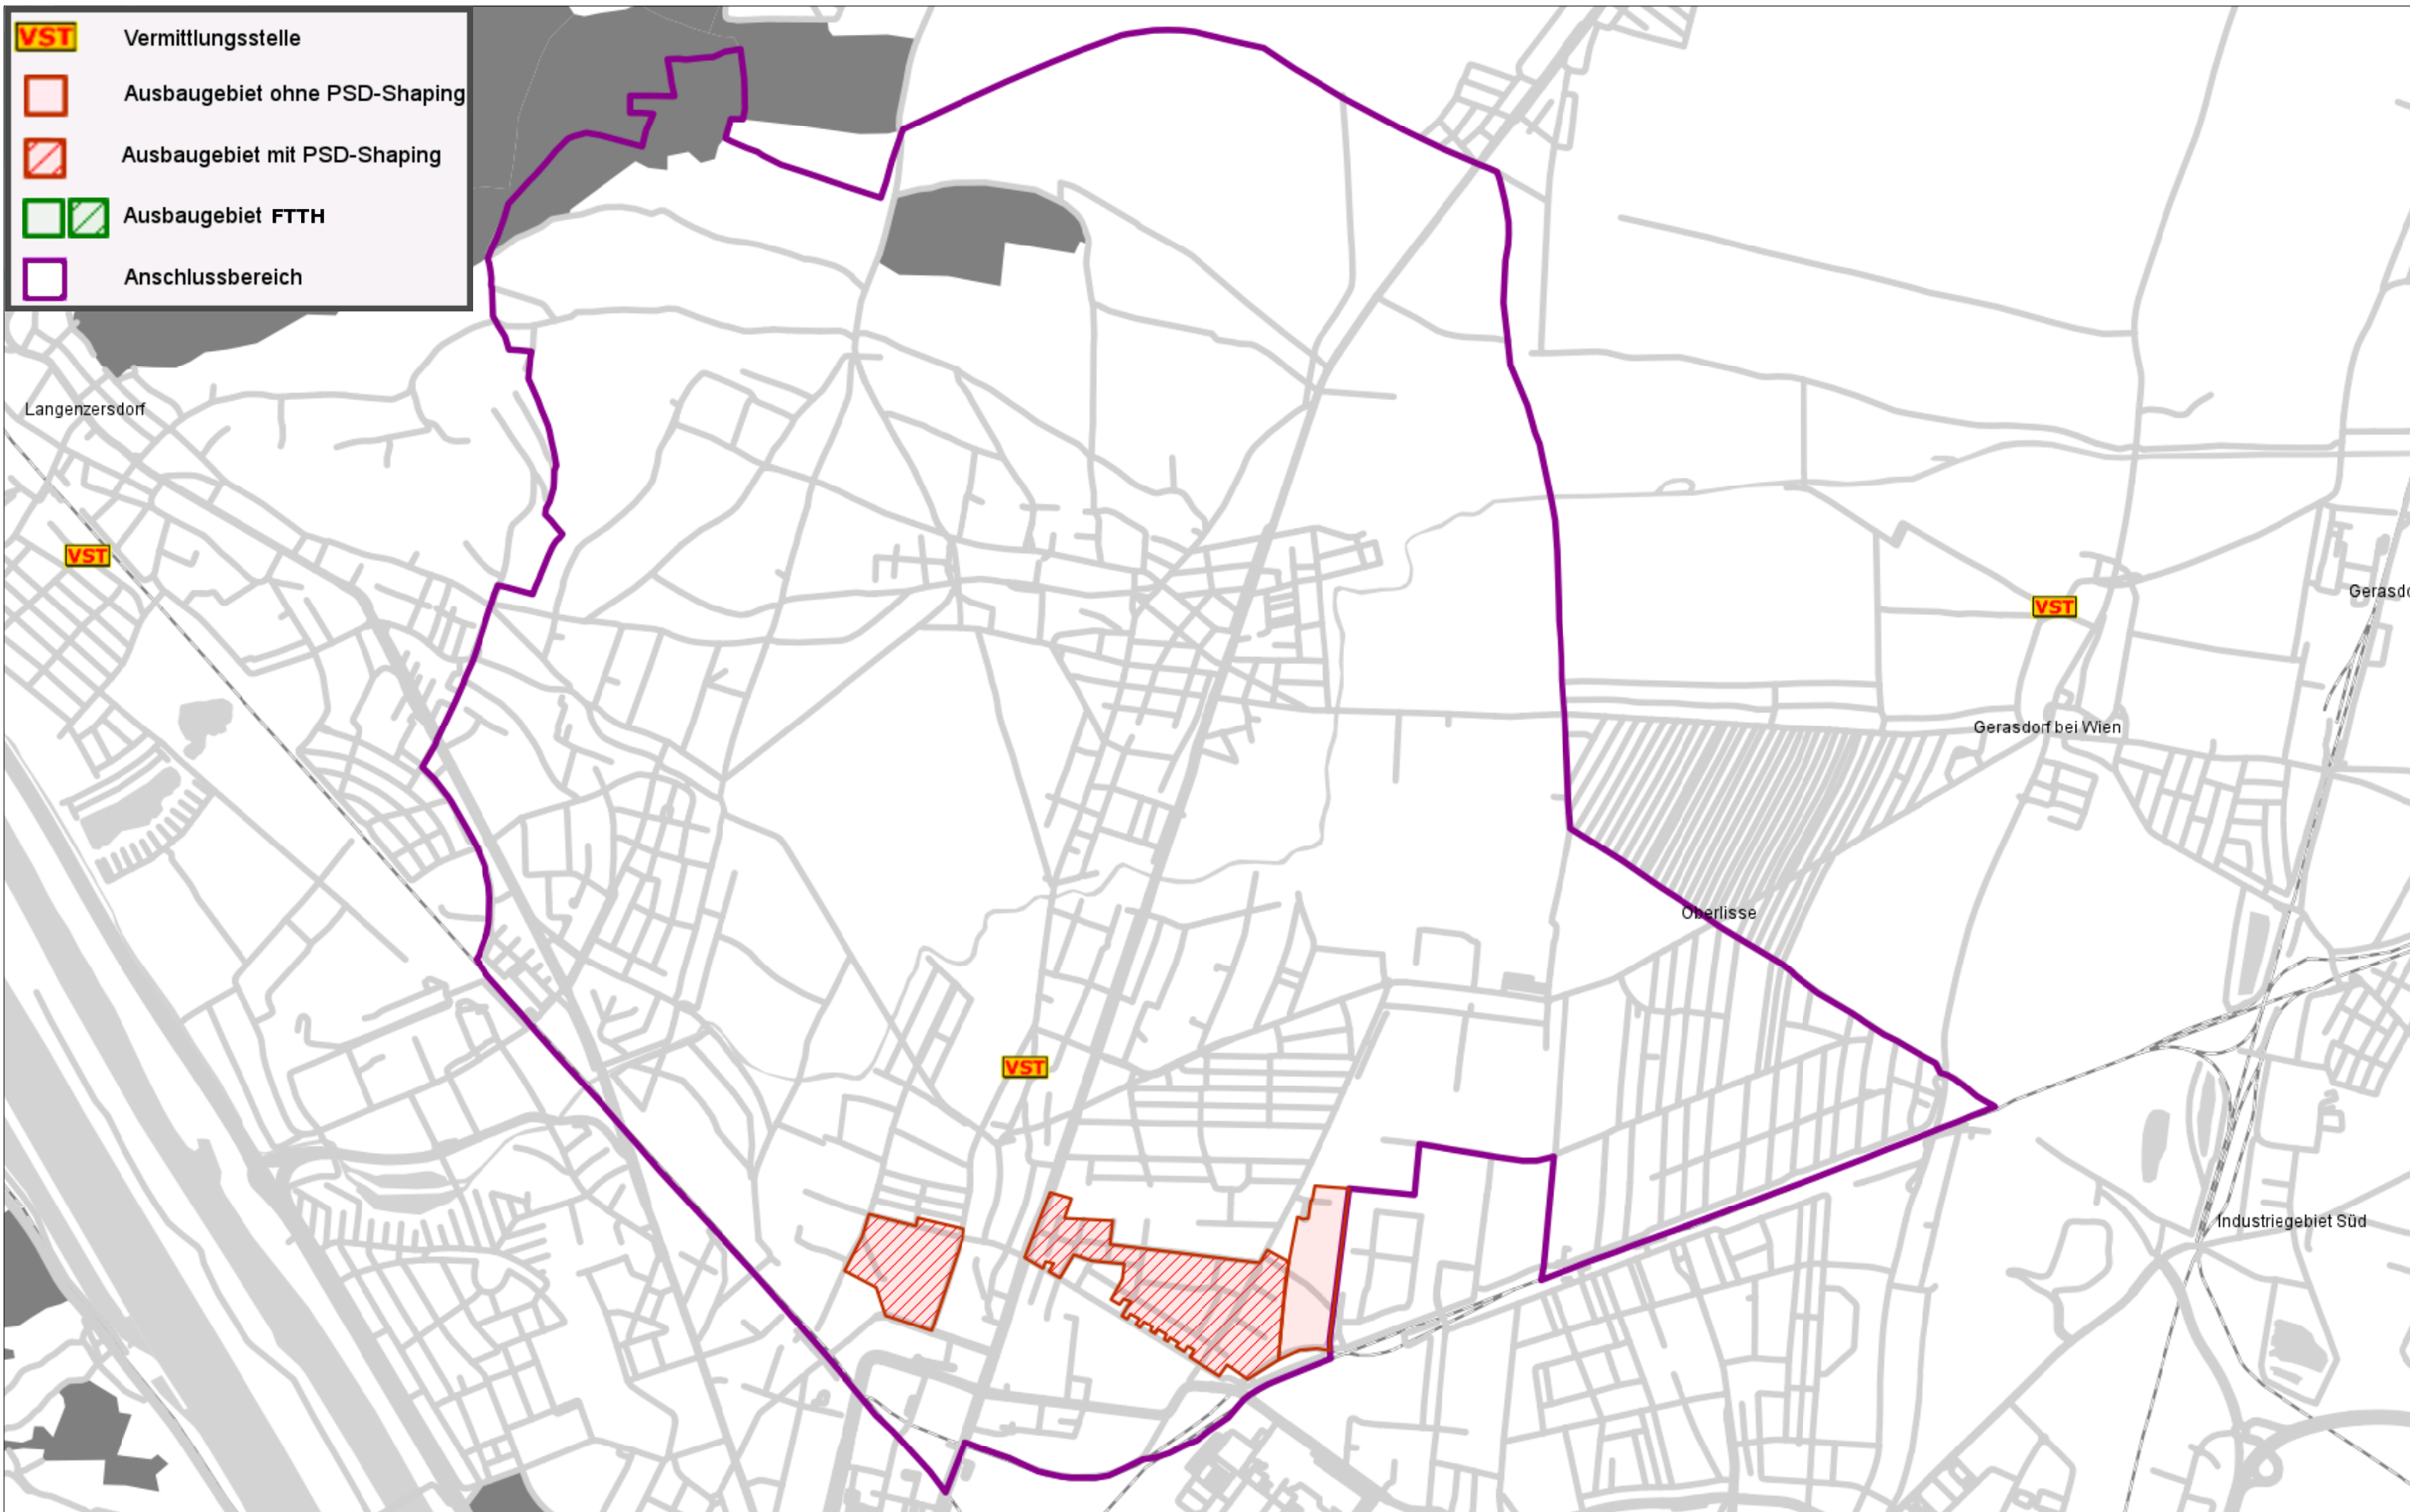 VST Vermittlungsstelle
Ausbaugebiet ohne PSD-Shaping
Ausbaugebiet mit PSD-Shaping
Ausbaugebiet FTTH
Anschlussbereich
Langenzersdorf
VST
Gerasdo
VST
Gerasdorf bei Wien
Oberlisse
VST
Industriegebiet Süd